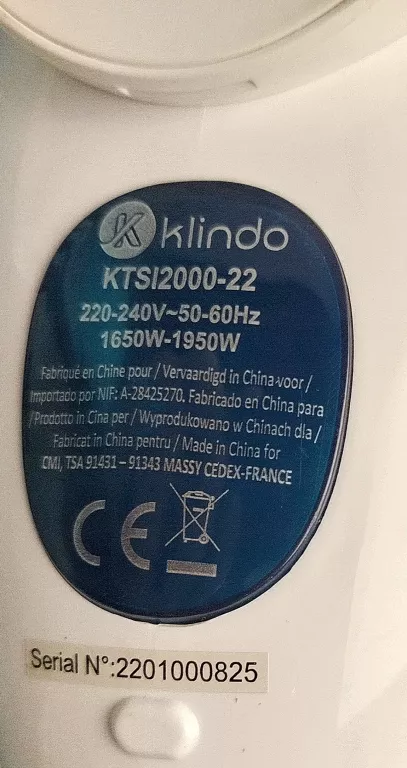 K klindo
KTSI2000-22
220-240V~50-60Hz
1650W-1950W
Fabriqué en Chine pour / Vervaardigd in China voor /
Importado por NIF: A-28425270. Fabricado en China para
/Prodotto in Cina per / Wyprodukowano w Chinach dla /
Fabricat in China pentru / Made in China for
CMI, TSA 91431 – 91343 MASSY CEDEX-FRANCE
CE
Serial N°:2201000825